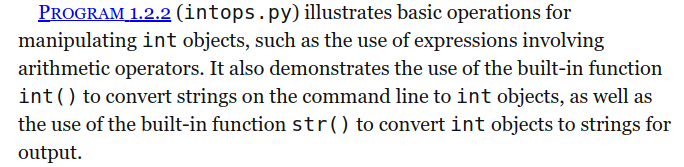 PROGRAM 1.2.2 (intops.py) illustrates basic operations for
manipulating int objects, such as the use of expressions involving
arithmetic operators. It also demonstrates the use of the built-in function
int() to convert strings on the command line to int objects, as well as
the use of the built-in function str() to convert int objects to strings for
output.